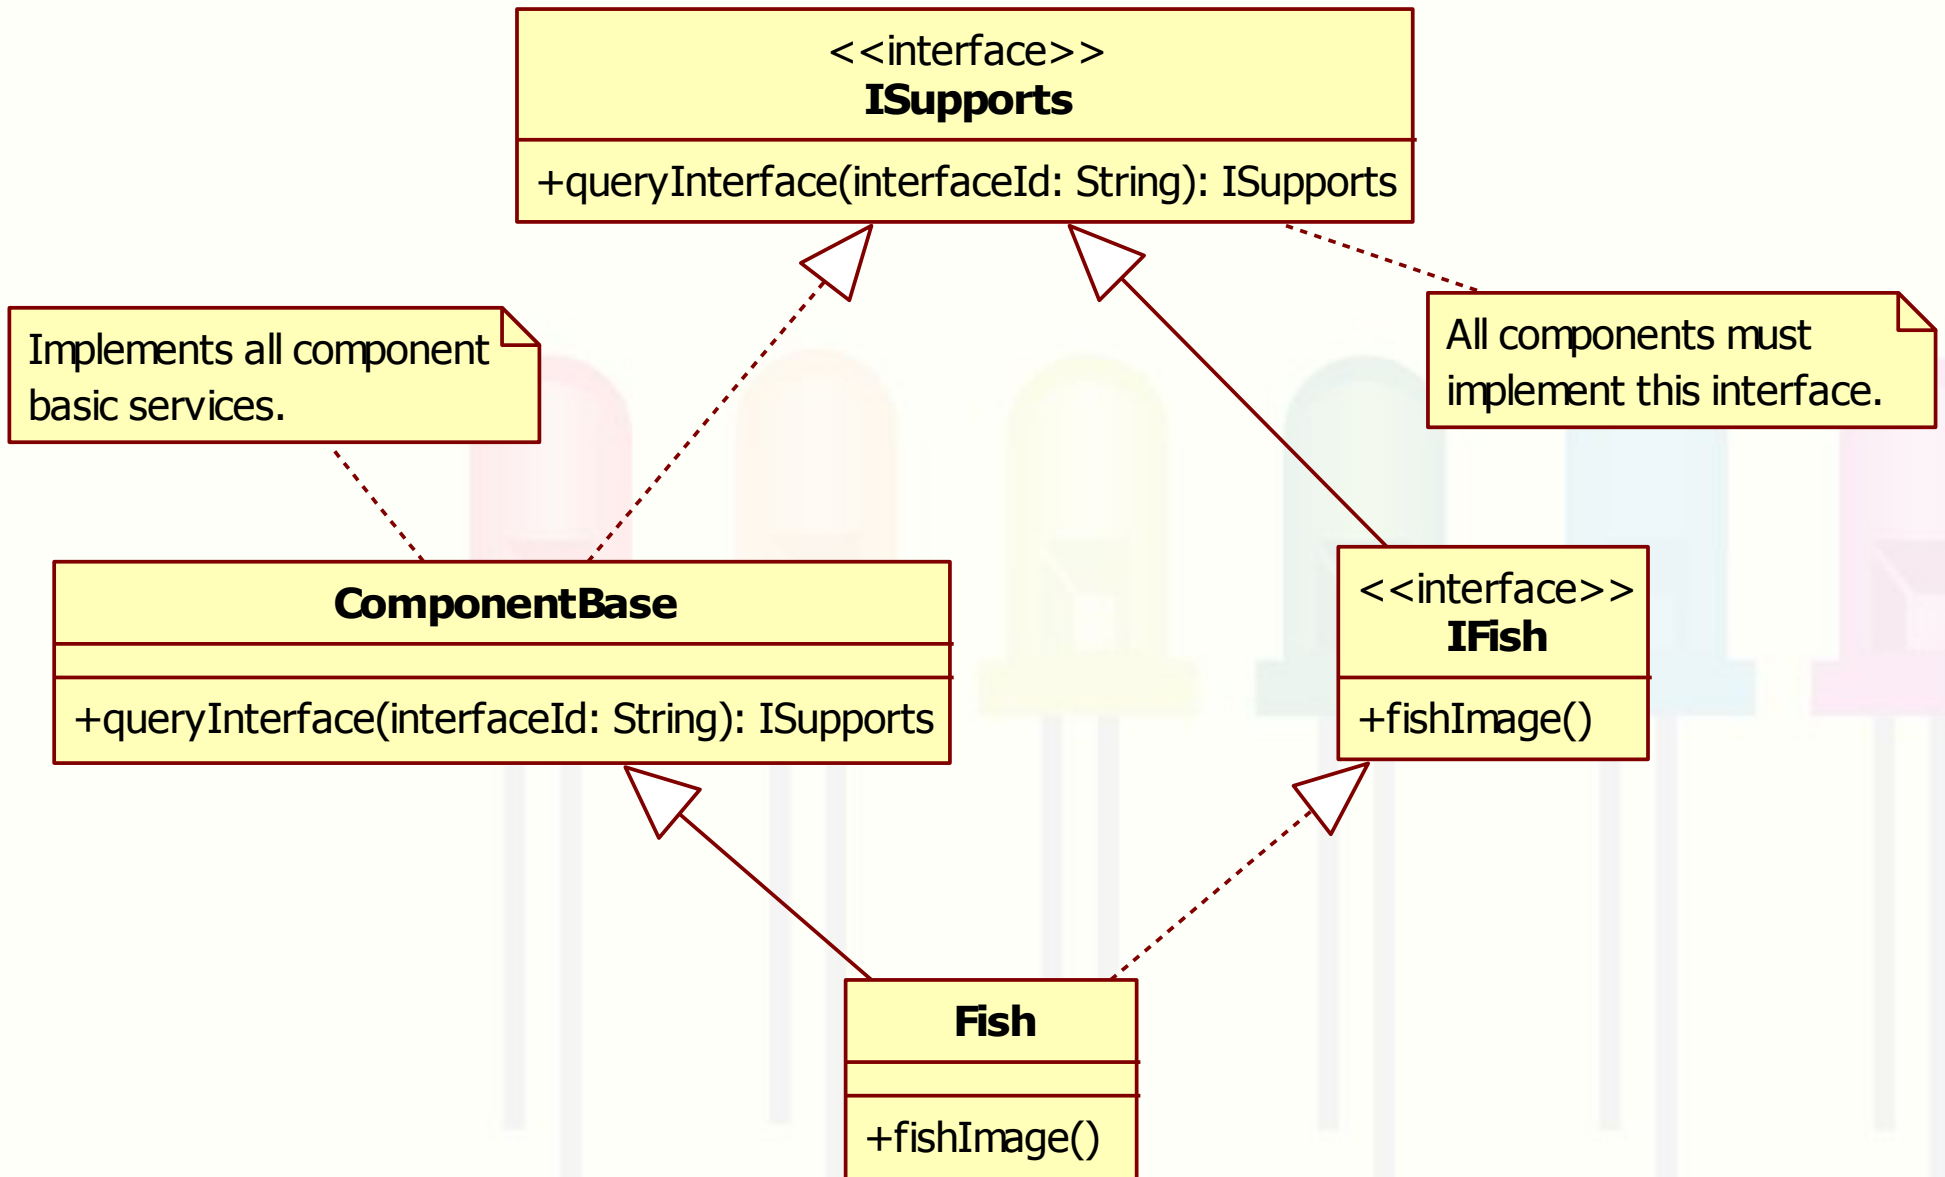 <<interface>>
ISupports
+queryInterface(interfaceId: String): ISupports
Implements all component
basic services.
All components must
implement this interface.
ComponentBase
+queryInterface(interfaceId: String): ISupports
<<interface>>
IFish
+fishImage()
Fish
+fishImage()